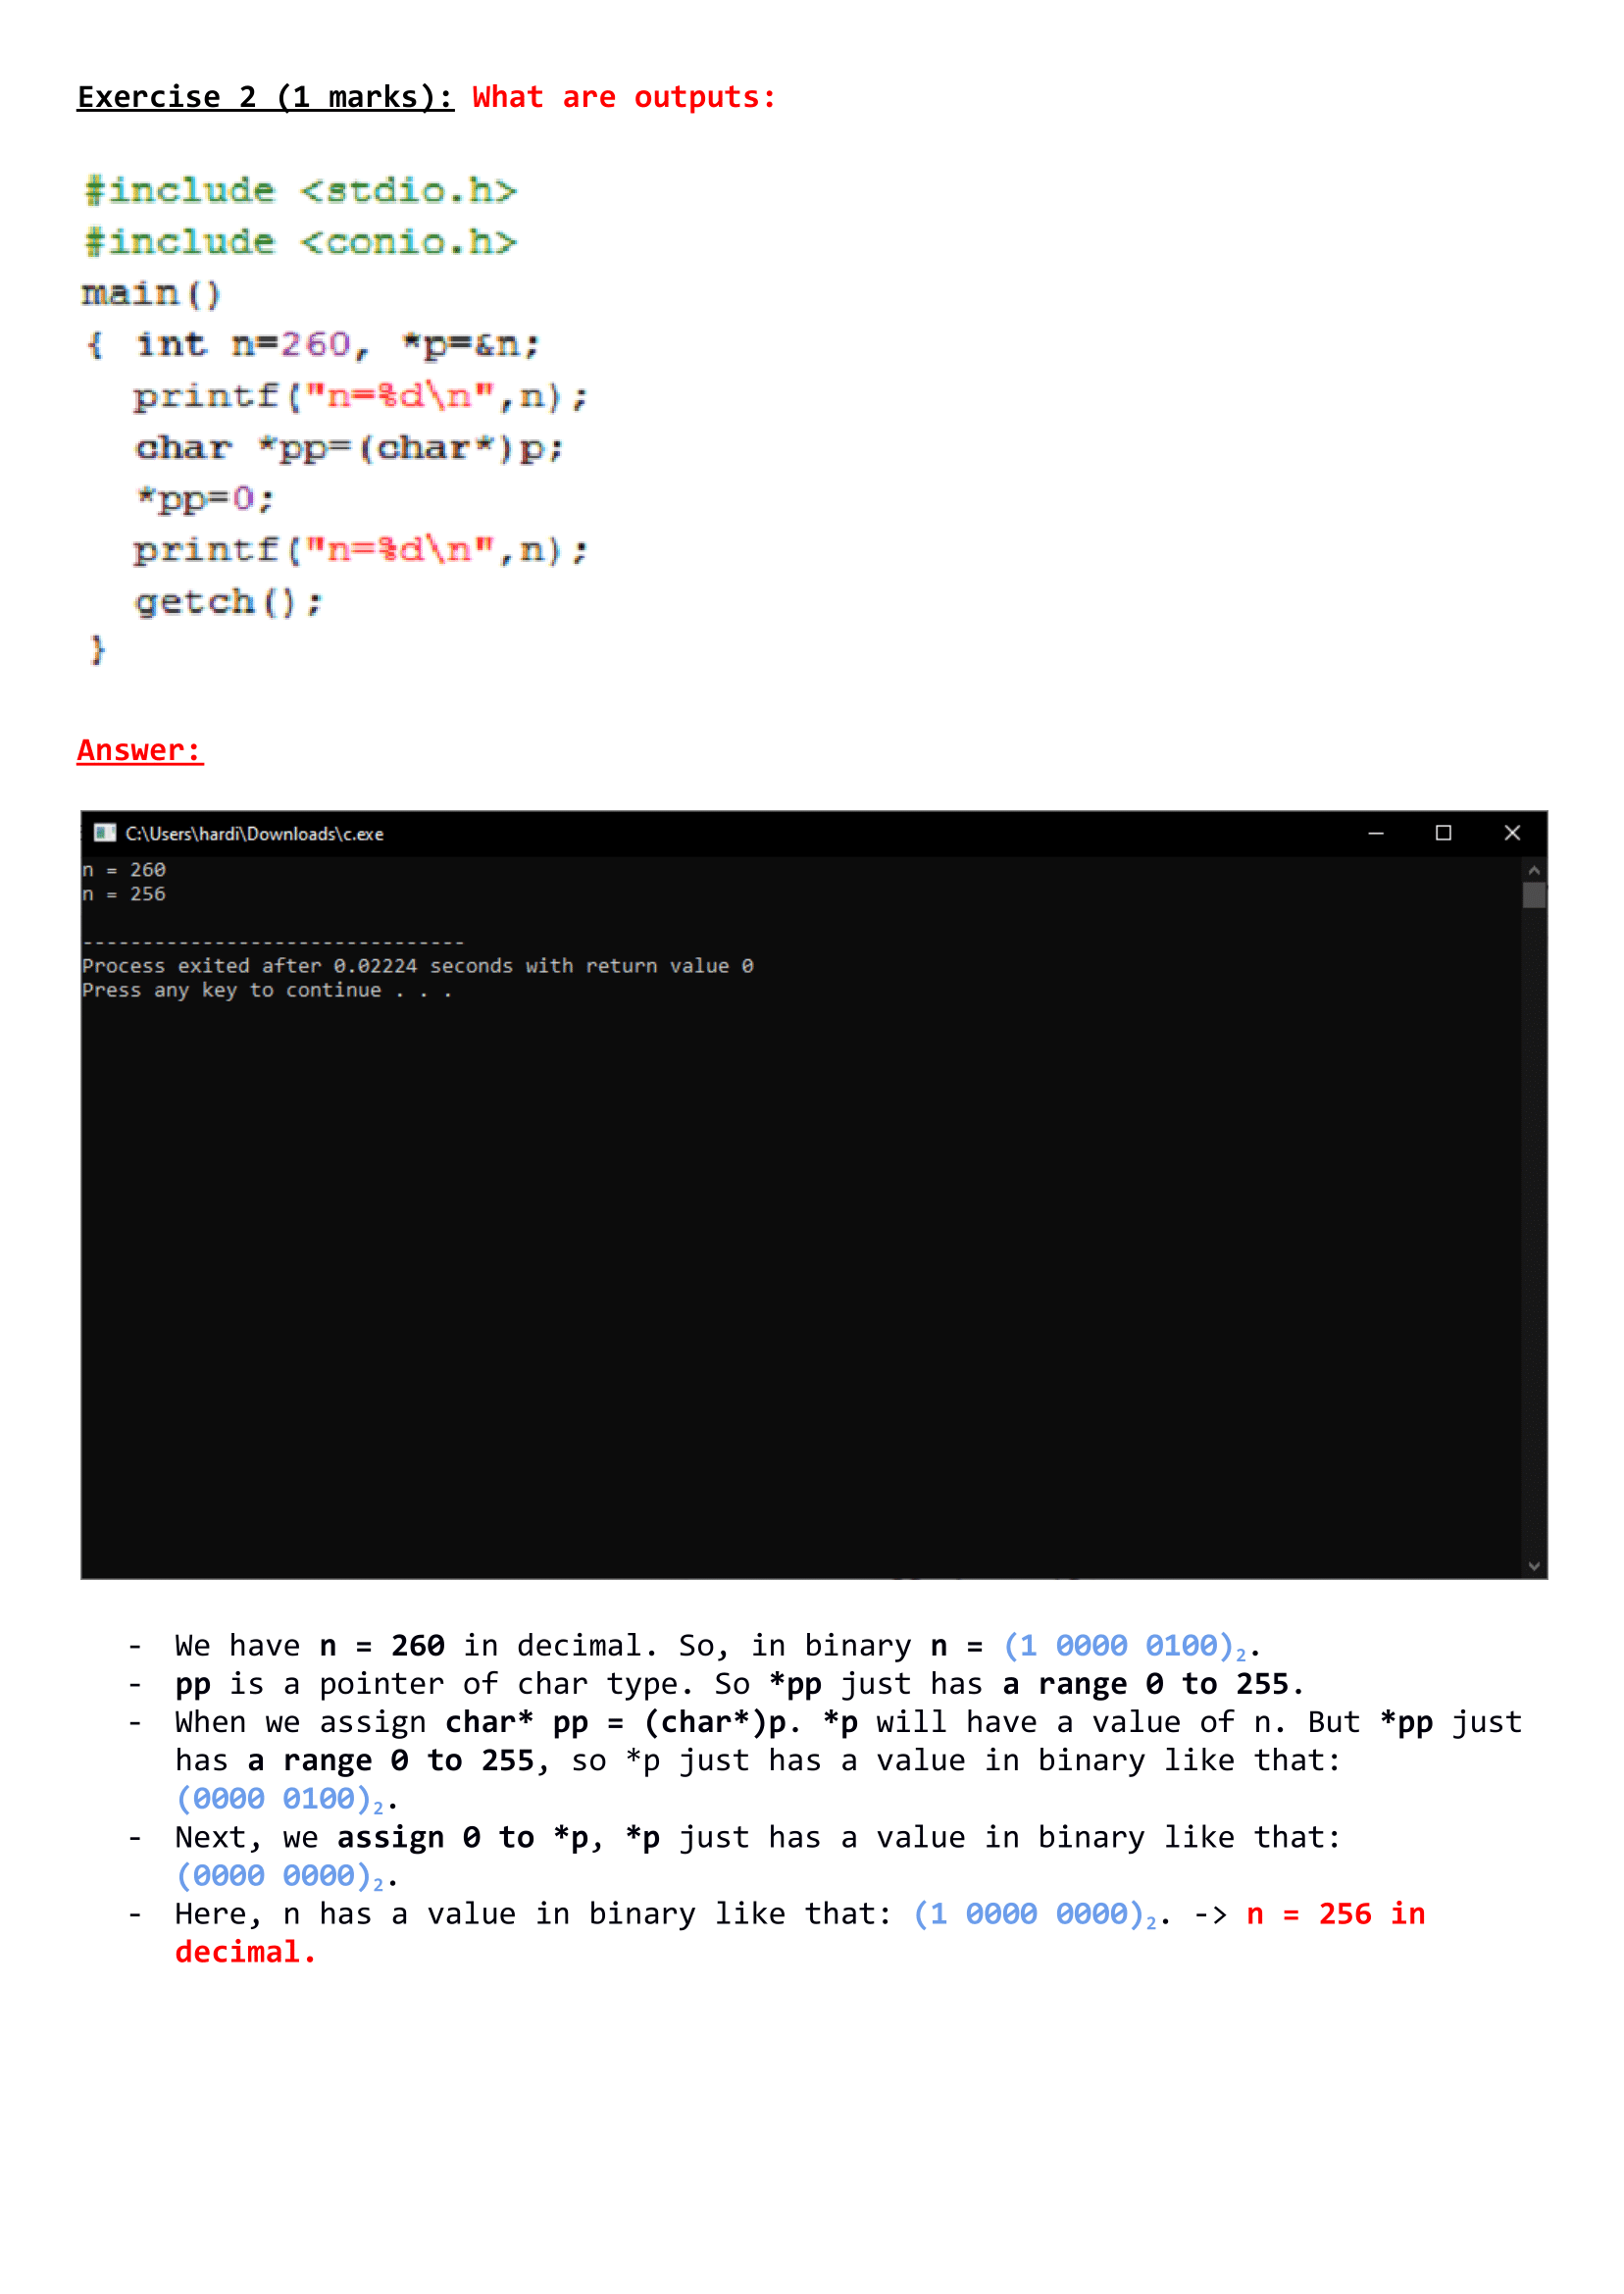 Exercise 2 (1 marks): What are outputs:
#include <stdio.h>
#include <conio.h>
main()
{ int n=260, *p=&n;
printf("n=%d\n",n);
char *pp=(char*)p;
*pp=0;
printf("n=%d\n",n);
getch();
}
Answer:
C:\Users\hardi\Downloads\c.exe
n = 260
n = 256
--------------------------------
Process exited after 0.02224 seconds with return value 0
Press any key to continue . . .
- We have n = 260 in decimal. So, in binary n = (1 0000 0100)₂.
- pp is a pointer of char type. So *pp just has a range 0 to 255.
- When we assign char* pp = (char*)p. *p will have a value of n. But *pp just
has a range 0 to 255, so *p just has a value in binary like that:
(0000 0100)₂.
- Next, we assign 0 to *p, *p just has a value in binary like that:
(0000 0000)₂.
- Here, n has a value in binary like that: (1 0000 0000)₂. -> n = 256 in
decimal.